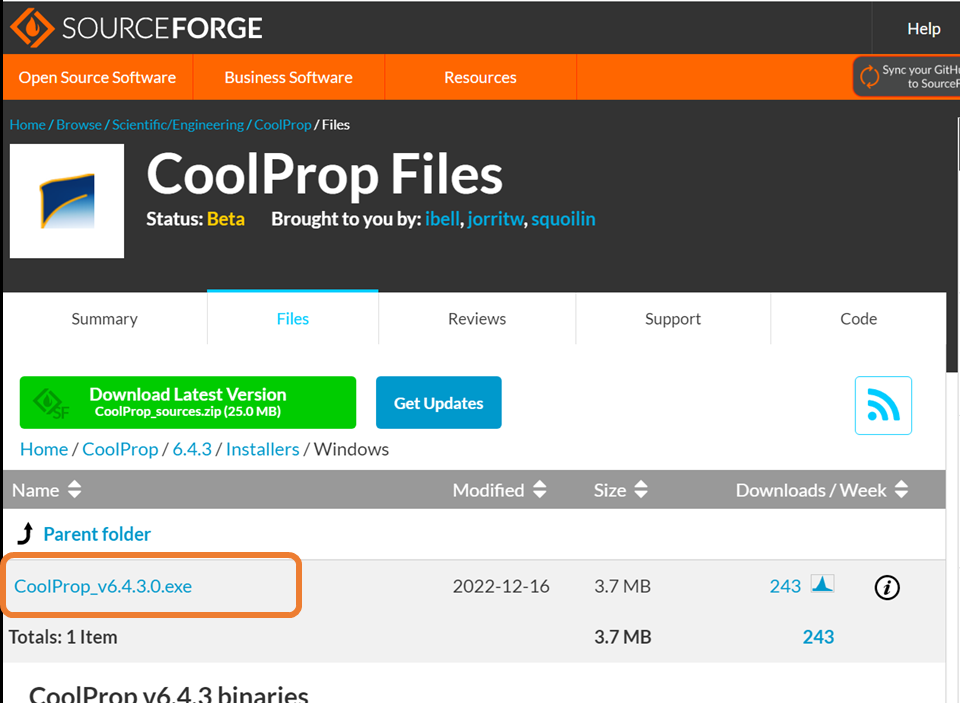 SOURCEFORGE
Help
Open Source Software Business Software Resources
Sync your GitHu
to SourceF
Home / Browse / Scientific/Engineering / CoolProp / Files
CoolProp Files
Status: Beta Brought to you by: ibell, jorritw, squoilin
Summary Files Reviews Support Code
Download Latest Version
CoolProp_sources.zip (25.0 MB)
SF
Get Updates
Home / CoolProp / 6.4.3 / Installers / Windows
Name Modified Size Downloads / Week
Parent folder
CoolProp_v6.4.3.0.exe 2022-12-16 3.7 MB 243 i
Totals: 1 Item 3.7 MB 243
CoolProp v6.4.3 binaries